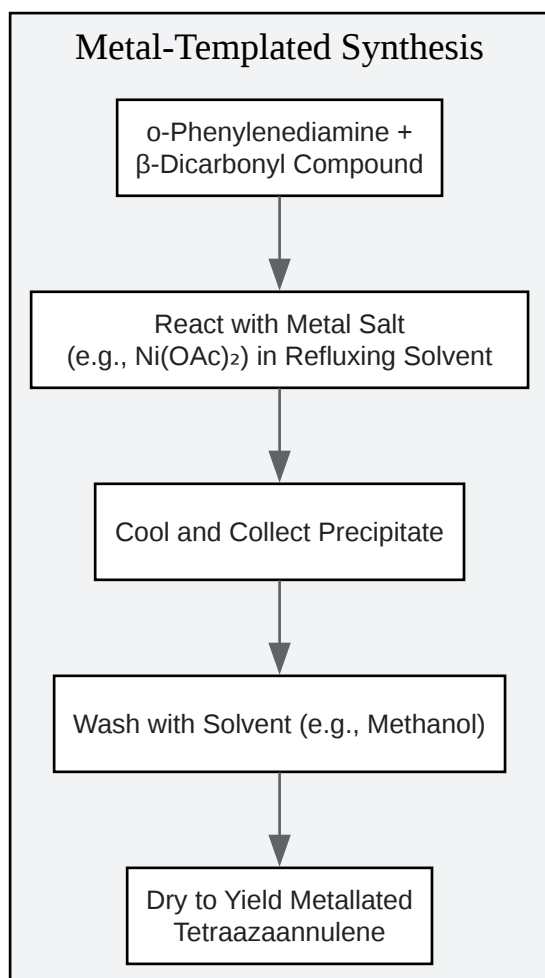 Metal-Templated Synthesis
o-Phenylenediamine +
β-Dicarbonyl Compound
React with Metal Salt
(e.g., Ni(OAc)₂) in Refluxing Solvent
Cool and Collect Precipitate
Wash with Solvent (e.g., Methanol)
Dry to Yield Metallated
Tetraazaannulene